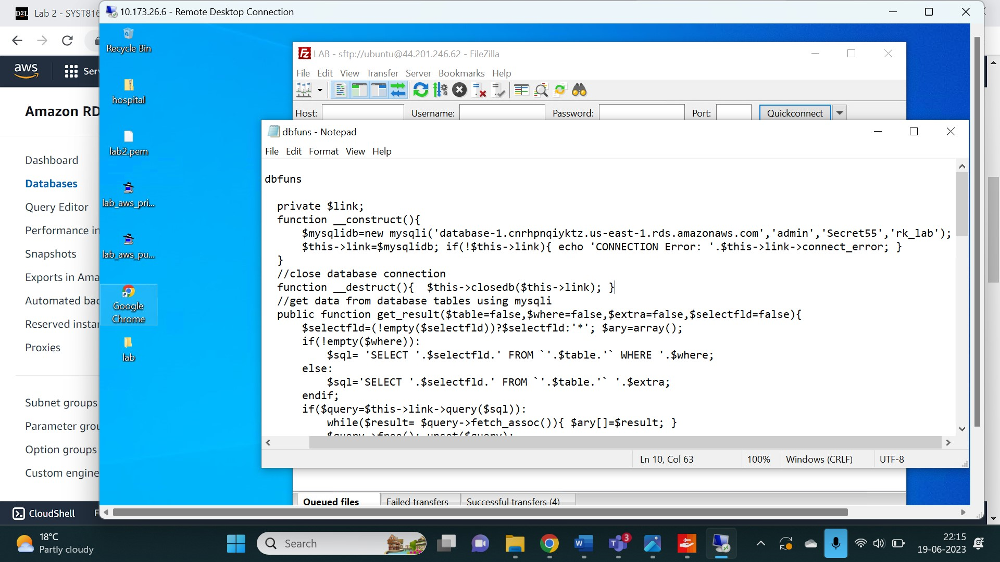 Lab 2 - SYST816
10.173.26.6 - Remote Desktop Connection
aws
Amazon RD
Dashboard
Databases
Query Editor
Performance in
Snapshots
Exports in Ama
Automated bac
Reserved instar
Proxies
Subnet groups
Parameter grou
Option groups
Custom engine
CloudShell
Recycle Bin
hospital
lab2.pem
lab_aws_pri...
lab_aws_pu...
Google
Chrome
lab
LAB - sftp://ubuntu@44.201.246.62 - FileZilla
File Edit View Transfer Server Bookmarks Help
Host: Username: Password: Port: Quickconnect
dbfuns - Notepad
File Edit Format View Help
dbfuns
private $link;
function __construct(){
$mysqlidb=new mysqli('database-1.cnrhpnqiyktz.us-east-1.rds.amazonaws.com','admin','Secret55','rk_lab');
$this->link=$mysqlidb; if(!$this->link){ echo 'CONNECTION Error: '.$this->link->connect_error; }
}
//close database connection
function __destruct(){  $this->closedb($this->link); }
//get data from database tables using mysqli
public function get_result($table=false,$where=false,$extra=false,$selectfld=false){
$selectfld=(!empty($selectfld))?$selectfld:'*'; $ary=array();
if(!empty($where)):
$sql= 'SELECT '.$selectfld.' FROM `'.$table.'` WHERE '.$where;
else:
$sql='SELECT '.$selectfld.' FROM `'.$table.'` '.$extra;
endif;
if($query=$this->link->query($sql)):
while($result= $query->fetch_assoc()){ $ary[]=$result; }
$query->free(); unset($query);
Ln 10, Col 63 100% Windows (CRLF) UTF-8
Queued files Failed transfers Successful transfers (4)
18°C
Partly cloudy
Search
3
22:15
19-06-2023